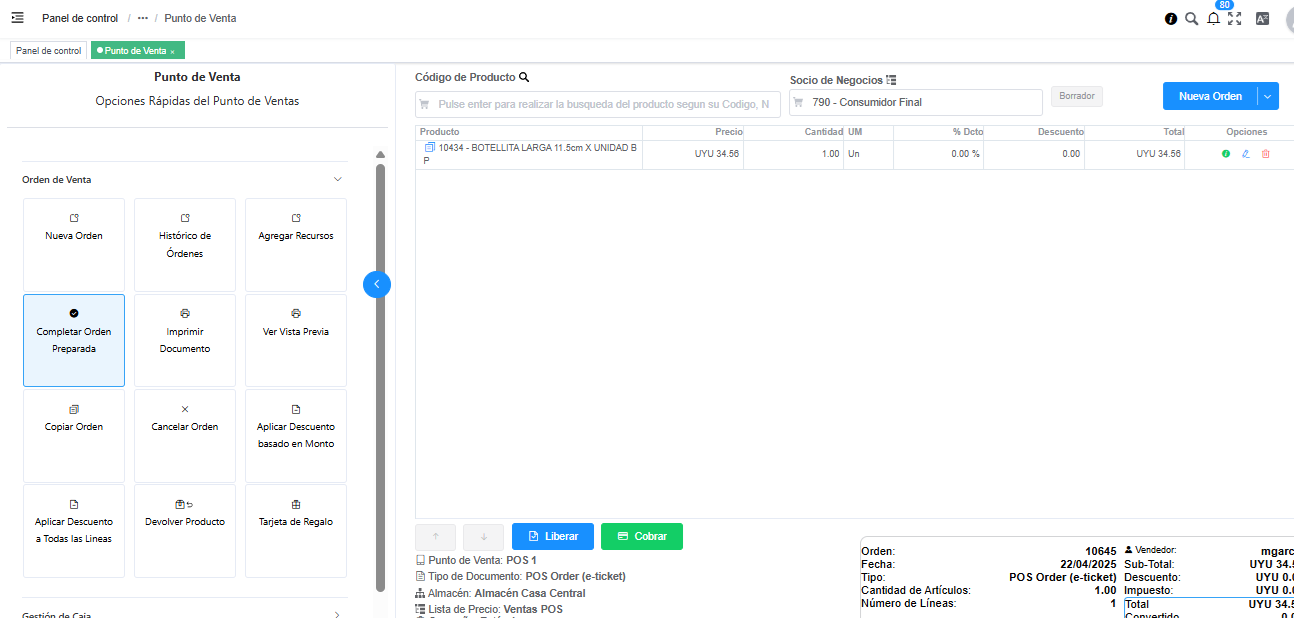 Panel de control / ••• / Punto de Venta
80
Panel de control
Punto de Venta ×
Punto de Venta
Opciones Rápidas del Punto de Ventas
Orden de Venta
Nueva Orden
Histórico de
Órdenes
Agregar Recursos
Completar Orden
Preparada
Imprimir
Documento
Ver Vista Previa
Copiar Orden
Cancelar Orden
Aplicar Descuento
basado en Monto
Aplicar Descuento
a Todas las Lineas
Devolver Producto
Tarjeta de Regalo
Gestión de Caja
Código de Producto
Pulse enter para realizar la busqueda del producto segun su Codigo, N
Socio de Negocios
790 - Consumidor Final
Borrador
Nueva Orden
Producto Precio Cantidad UM % Dcto Descuento Total Opciones
10434 - BOTELLITA LARGA 11.5cm X UNIDAD B
P
UYU 34.56 1.00 Un 0.00 % 0.00 UYU 34.56
↑ ↓ Liberar Cobrar
Punto de Venta: POS 1
Tipo de Documento: POS Order (e-ticket)
Almacén: Almacén Casa Central
Lista de Precio: Ventas POS
Orden: 10645
Fecha: 22/04/2025
Tipo: POS Order (e-ticket)
Cantidad de Artículos: 1.00
Número de Líneas: 1
Vendedor: mgarc
Sub-Total: UYU 34.5
Descuento: UYU 0.0
Impuesto: UYU 0.0
Total UYU 34.5
Convertido 0.0